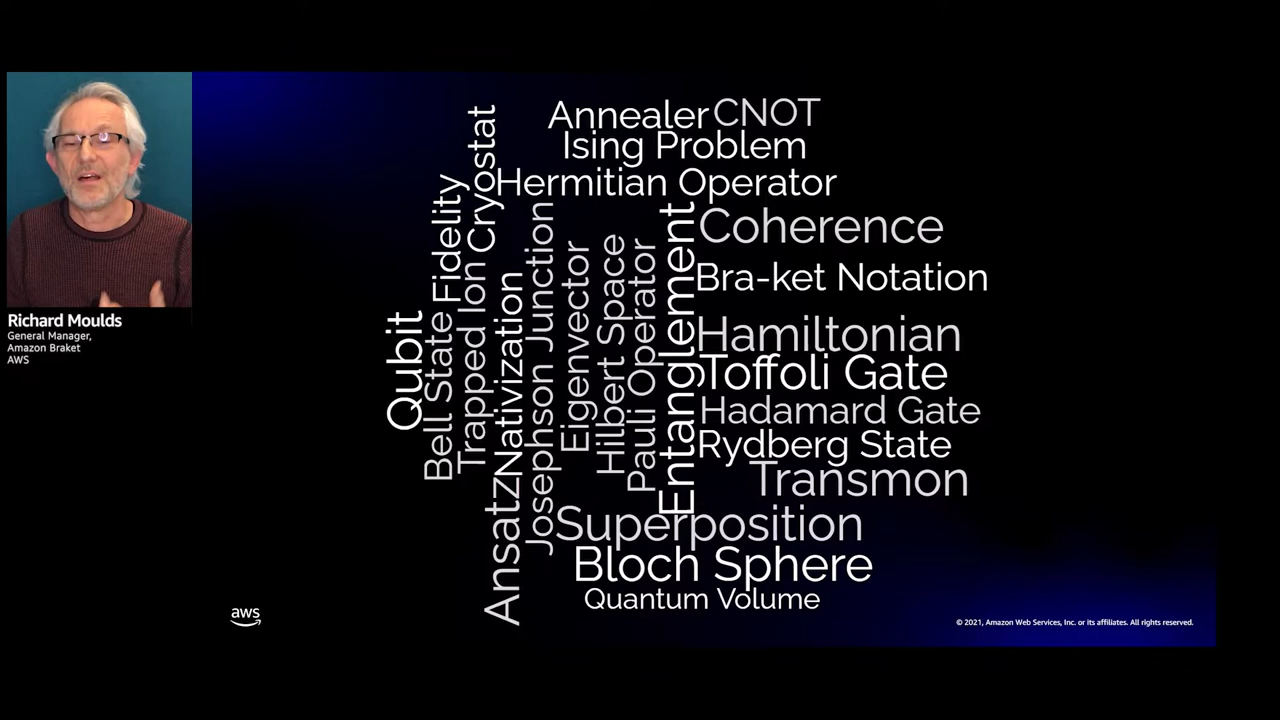 Richard Moulds
General Manager,
Amazon Braket
AWS
Annealer
CNOT
Ising Problem
Hermitian Operator
Cryostat
Fidelity
Coherence
Bra-ket Notation
Qubit
Bell State
Trapped Ion
Nativization
Josephson Junction
Eigenvector
Hilbert Space
Pauli Operator
Entanglement
Hamiltonian
Toffoli Gate
Hadamard Gate
Rydberg State
Transmon
Ansatz
Superposition
Bloch Sphere
Quantum Volume
aws
© 2021, Amazon Web Services, Inc. or its affiliates. All rights reserved.